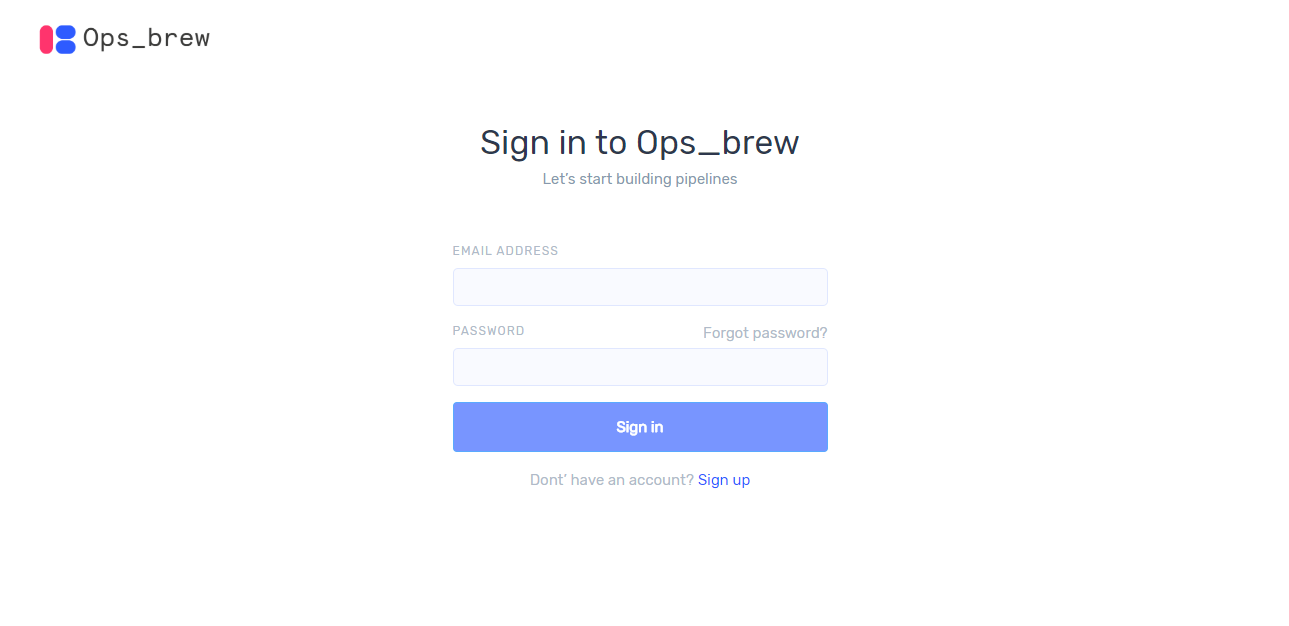 Ops_brew
Sign in to Ops_brew
Let's start building pipelines
EMAIL ADDRESS
PASSWORD
Forgot password?
Sign in
Dont' have an account? Sign up